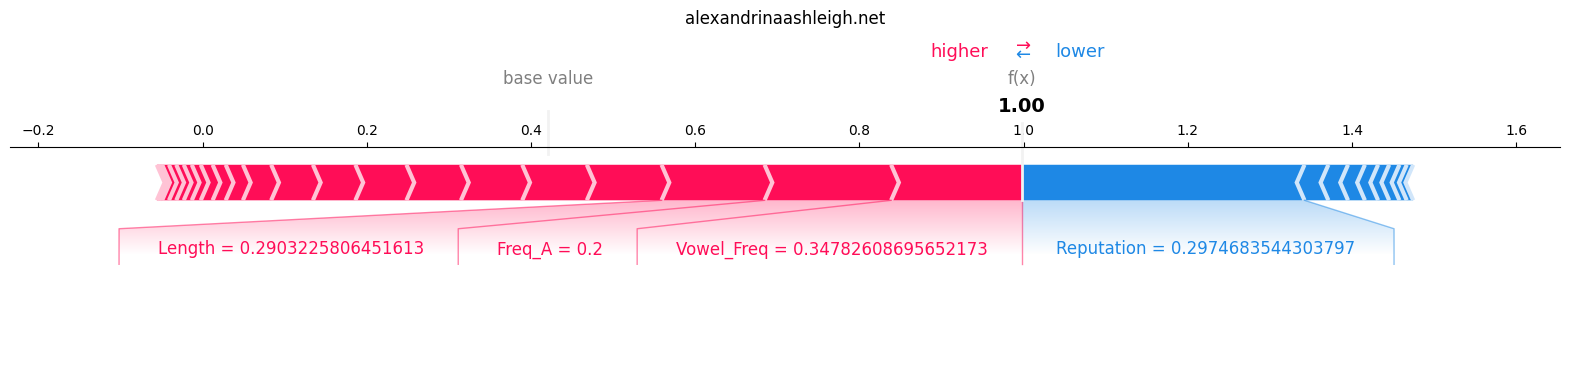 alexandrinaashleigh.net
higher ⇄ lower
base value f(x)
1.00
−0.2 0.0 0.2 0.4 0.6 0.8 1.0 1.2 1.4 1.6
Length = 0.2903225806451613 Freq_A = 0.2 Vowel_Freq = 0.34782608695652173 Reputation = 0.2974683544303797